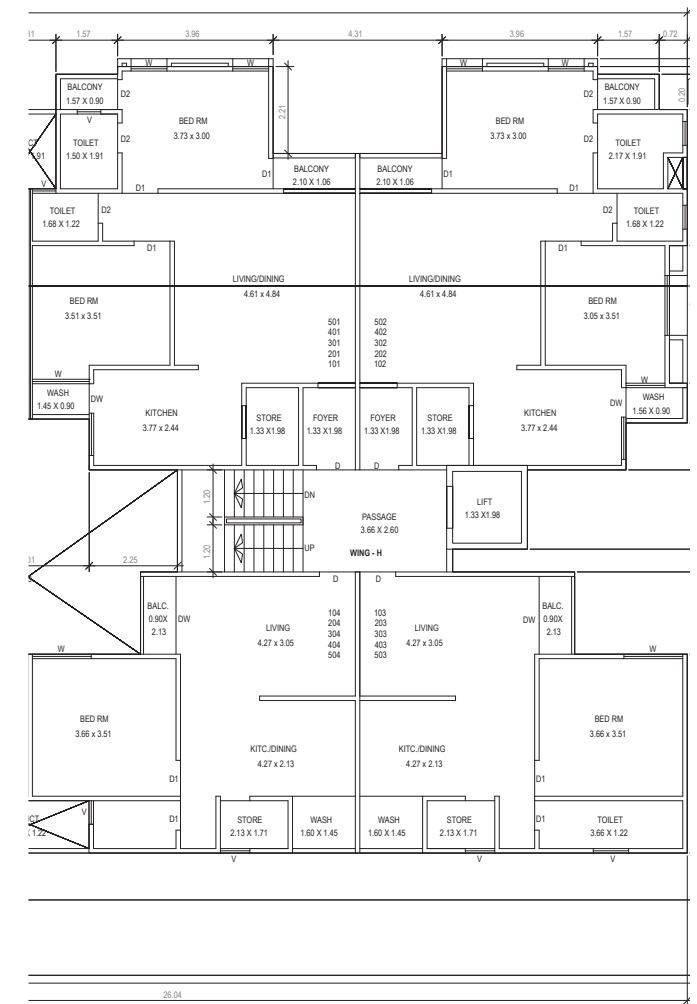 01
1.57
3.96
4.31
3.96
1.57
0.72
W
W
W
W
BALCONY
1.57 X 0.90
D2
BED RM
3.73 x 3.00
2.21
BED RM
3.73 x 3.00
D2
BALCONY
1.57 X 0.90
0.20
V
CT
1.91
V
TOILET
1.50 X 1.91
D2
D2
TOILET
2.17 X 1.91
D1
BALCONY
2.10 X 1.06
BALCONY
2.10 X 1.06
D1
D1
D1
TOILET
1.68 X 1.22
D2
D2
TOILET
1.68 X 1.22
D1
D1
LIVING/DINING
4.61 x 4.84
LIVING/DINING
4.61 x 4.84
BED RM
3.51 x 3.51
BED RM
3.05 x 3.51
501
401
301
201
101
502
402
302
202
102
W
W
WASH
1.45 X 0.90
DW
DW
WASH
1.56 X 0.90
KITCHEN
3.77 x 2.44
STORE
1.33 X1.98
FOYER
1.33 X1.98
FOYER
1.33 X1.98
STORE
1.33 X1.98
KITCHEN
3.77 x 2.44
D
D
1.20
DN
LIFT
1.33 X1.98
PASSAGE
3.66 X 2.60
1.20
UP
WING - H
01
2.25
D
D
BALC.
0.90X
2.13
DW
DW
BALC.
0.90X
2.13
LIVING
4.27 x 3.05
104
204
304
404
504
103
203
303
403
503
LIVING
4.27 x 3.05
W
W
BED RM
3.66 x 3.51
BED RM
3.66 x 3.51
KITC./DINING
4.27 x 2.13
KITC./DINING
4.27 x 2.13
D1
D1
V
CT
X 1.22
D1
STORE
2.13 X 1.71
WASH
1.60 X 1.45
WASH
1.60 X 1.45
STORE
2.13 X 1.71
D1
TOILET
3.66 X 1.22
V
V
V
26.04